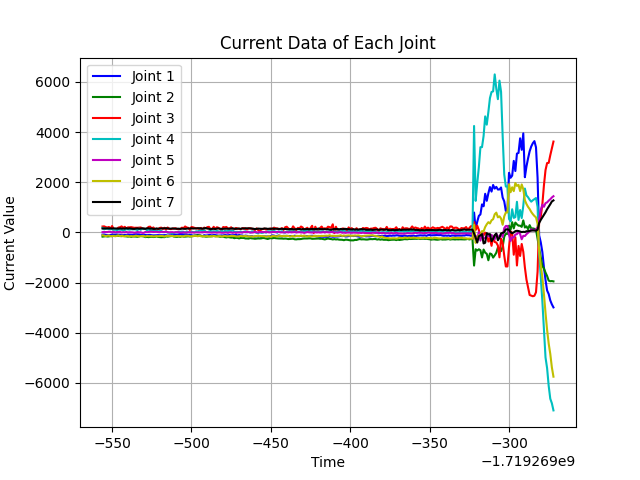 Current Data of Each Joint
Current Value
6000
4000
2000
0
−2000
−4000
−6000
Joint 1
Joint 2
Joint 3
Joint 4
Joint 5
Joint 6
Joint 7
−550
−500
−450
−400
−350
−300
Time
−1.719269e9